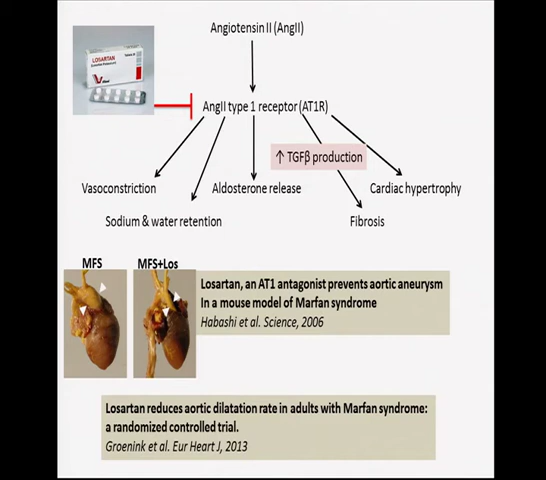 Angiotensin II (AngII)
LOSARTAN
AngII type 1 receptor (AT1R)
↑ TGFβ production
Vasoconstriction
Aldosterone release
Cardiac hypertrophy
Sodium & water retention
Fibrosis
MFS
MFS+Los
Losartan, an AT1 antagonist prevents aortic aneurysm
In a mouse model of Marfan syndrome
Habashi et al. Science, 2006
Losartan reduces aortic dilatation rate in adults with Marfan syndrome:
a randomized controlled trial.
Groenink et al. Eur Heart J, 2013